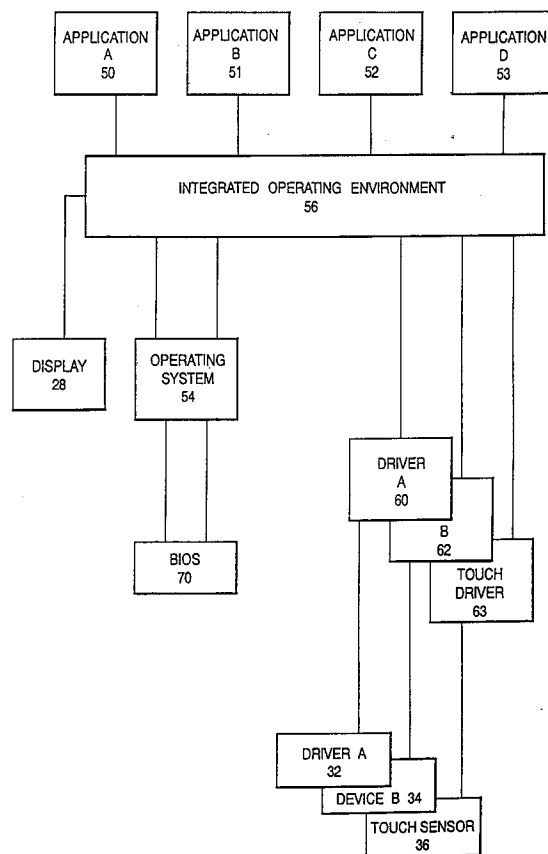 APPLICATION
A
50
APPLICATION
B
51
APPLICATION
C
52
APPLICATION
D
53
INTEGRATED OPERATING ENVIRONMENT
56
DISPLAY
28
OPERATING
SYSTEM
54
DRIVER
A
60
B
62
BIOS
70
TOUCH
DRIVER
63
DRIVER A
32
DEVICE B 34
TOUCH SENSOR
36